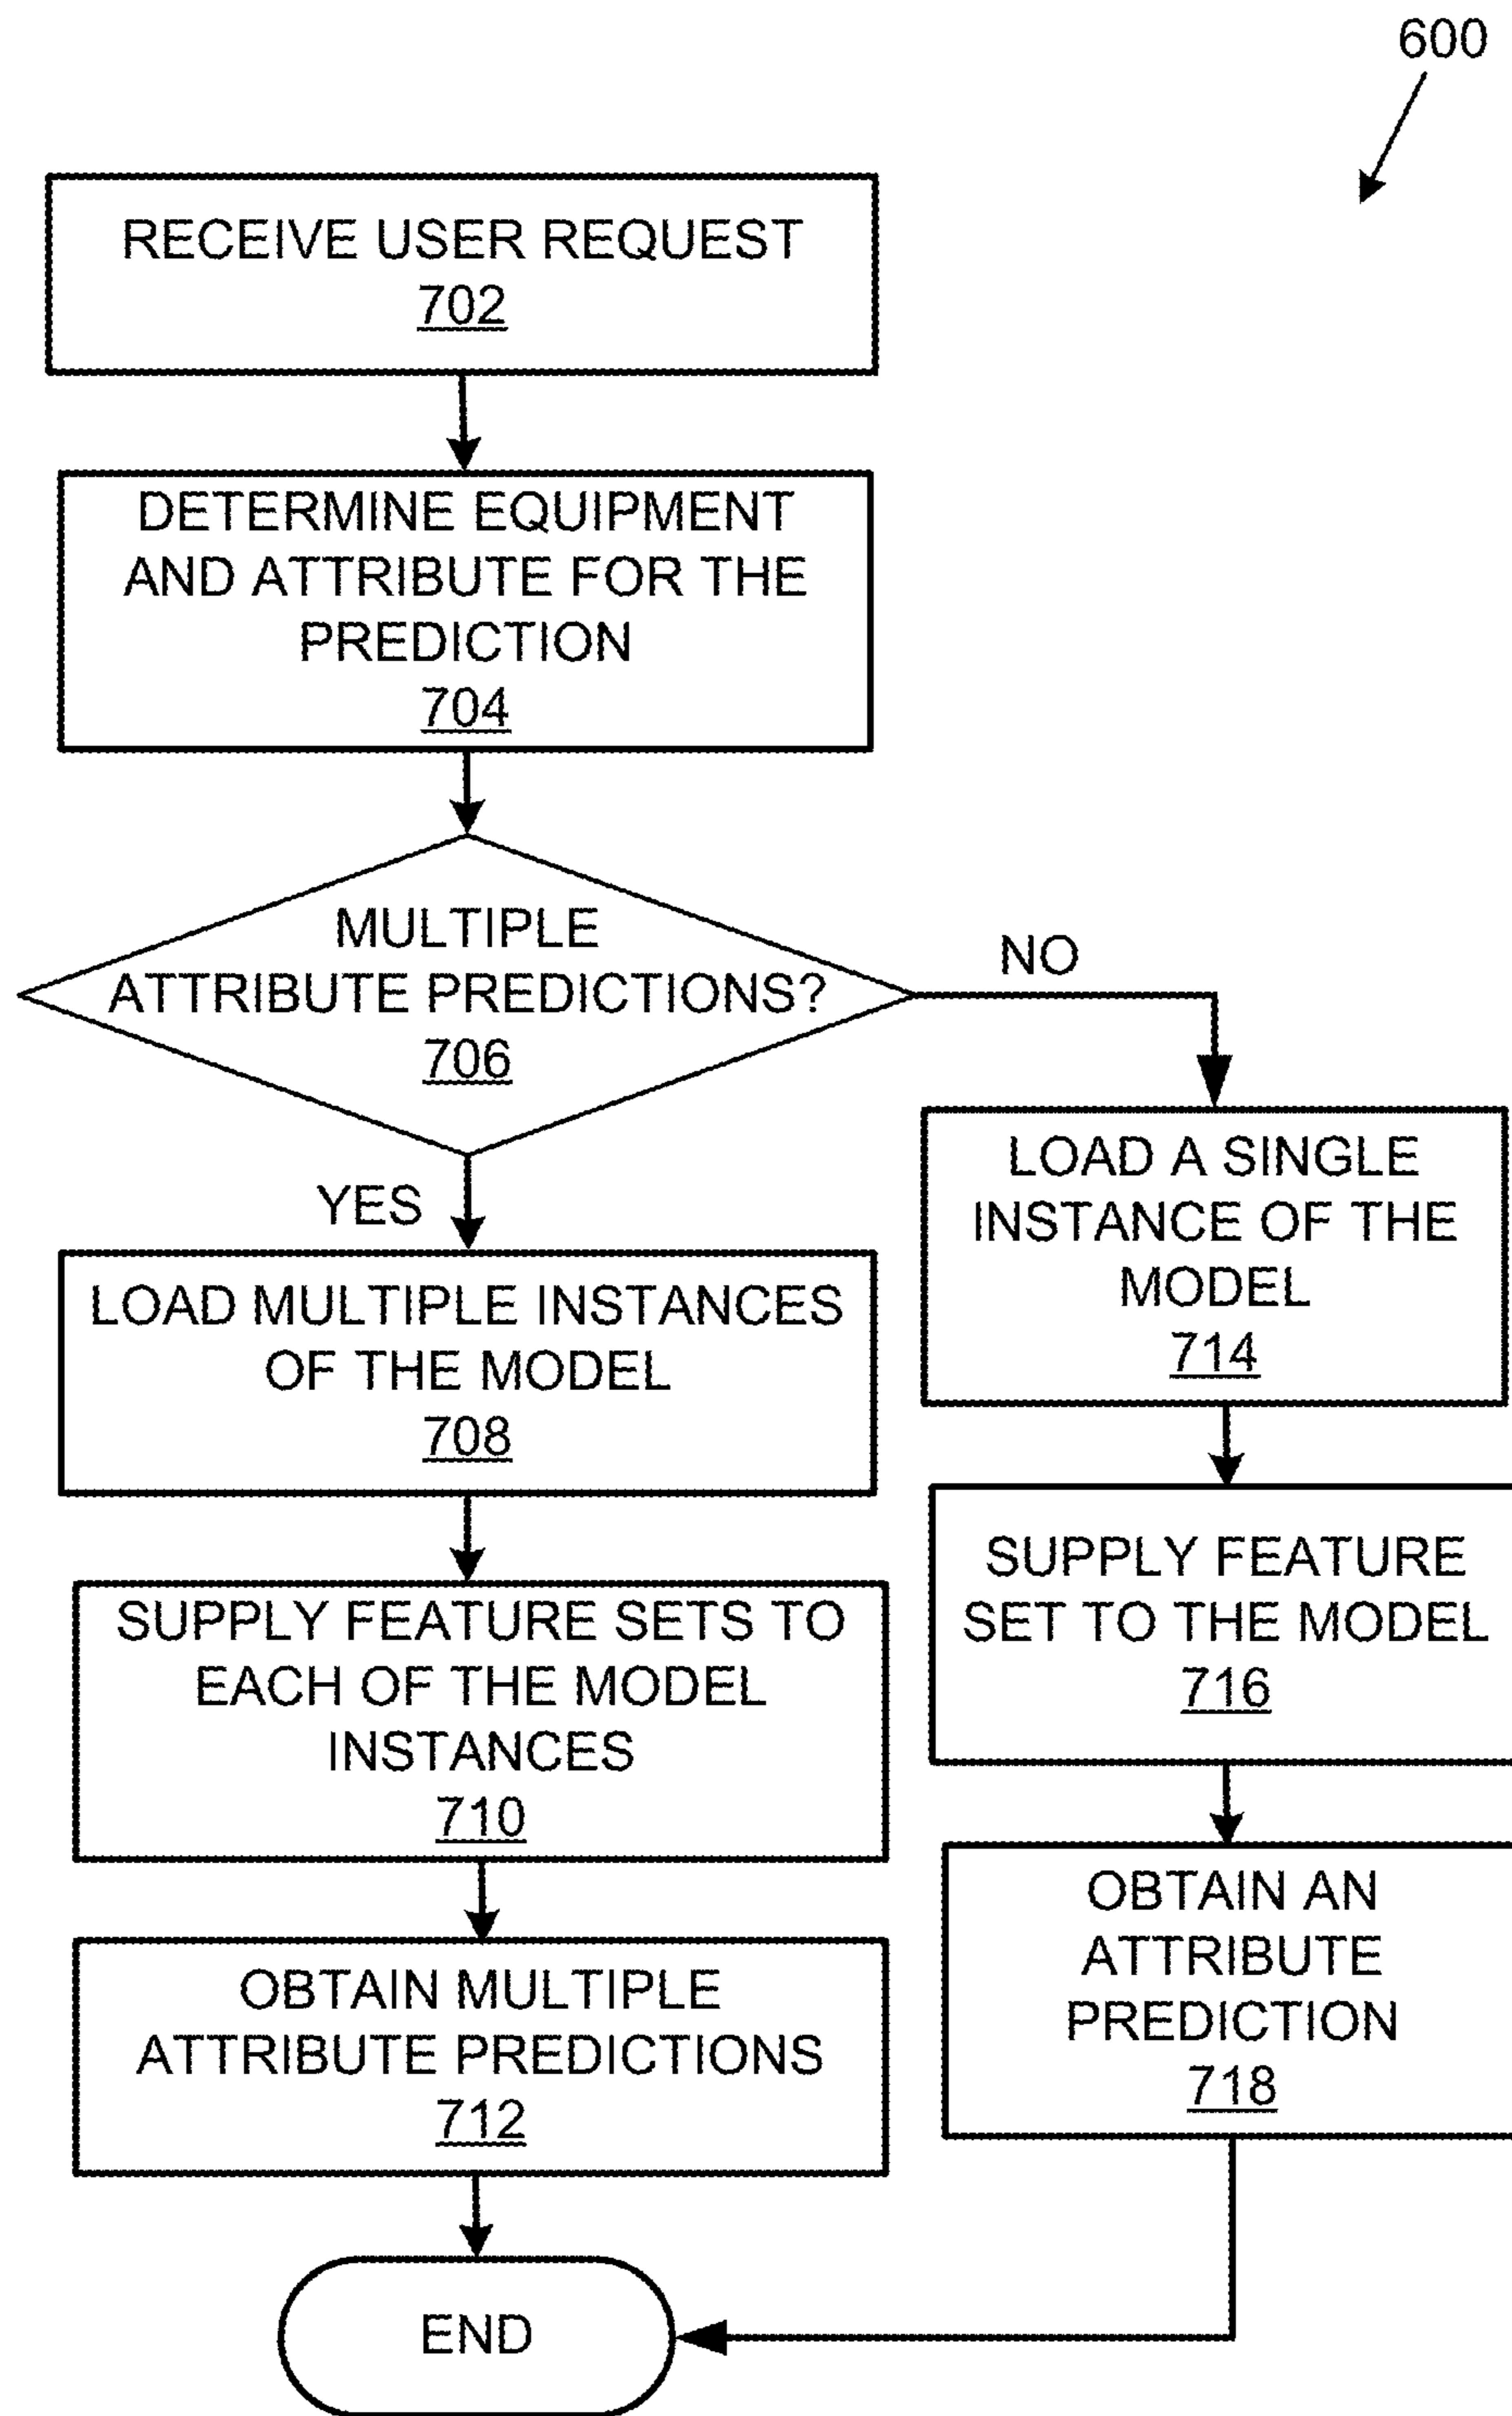 600
RECEIVE USER REQUEST
702
DETERMINE EQUIPMENT
AND ATTRIBUTE FOR THE
PREDICTION
704
MULTIPLE
ATTRIBUTE PREDICTIONS?
706
NO
YES
LOAD MULTIPLE INSTANCES
OF THE MODEL
708
SUPPLY FEATURE SETS TO
EACH OF THE MODEL
INSTANCES
710
OBTAIN MULTIPLE
ATTRIBUTE PREDICTIONS
712
LOAD A SINGLE
INSTANCE OF THE
MODEL
714
SUPPLY FEATURE
SET TO THE MODEL
716
OBTAIN AN
ATTRIBUTE
PREDICTION
718
END